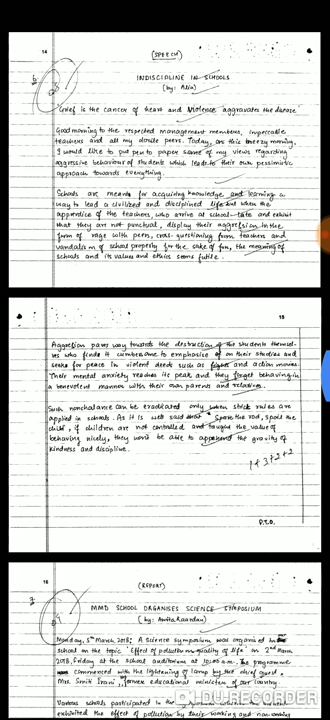 14
(SPEECH)
INDISCIPLINE IN SCHOOLS
(by: Asin)
Grief is the cancer of heart and violence aggravates the disease
Good morning to the respected management members, impeccable
teachers and all my docile peers. Today, on this breezy morning,
I would like to put pen to paper some of my views regarding
aggressive behaviour of students which leads to their own pessimistic
approach towards everything.
Schools are meant for acquiring knowledge and learning a
way to lead a civilized and disciplined life but when the
apprentice of the teachers, who arrive at school late and exhibit
that they are not punctual, display their aggression in the
form of rage with peers, cross-questioning from teachers and
vandalism of school property for the sake of fun, the meaning of
schools and its value and ethics seems futile.
15
Aggression paves way towards the destruction of the students themsel-
ves who finds it cumbersome to emphasise on their studies and
seeks for peace in violent deeds such as fights and action movies.
Their mental anxiety reaches its peak and they forget behaving in
a benevolent manner with their own parents and relatives.
Such nonchalance can be eradicated only when strict rules are
applied in schools. As it is well said that "Spare the rod, spoil the
child", if children are not controlled and taught the value of
behaving nicely, they won't be able to apprehend the gravity of
kindness and discipline.
1+3+2+2
P.T.O.
16
(REPORT)
MMD SCHOOL ORGANISES SCIENCE SYMPOSIUM
Monday, 5th March, 2018: A science symposium was organised in
school on the topic 'Effect of pollution on quality of life' on 2nd March
2018, Friday at the school auditorium at 10:00 a.m. The programme
commenced with the lightening of lamp by the chief guest,
Mrs. Smriti Irani, former educational minister of our country
Various schools participated in the
exhibited the effect of pollution by their working and non working
DU RECORDER